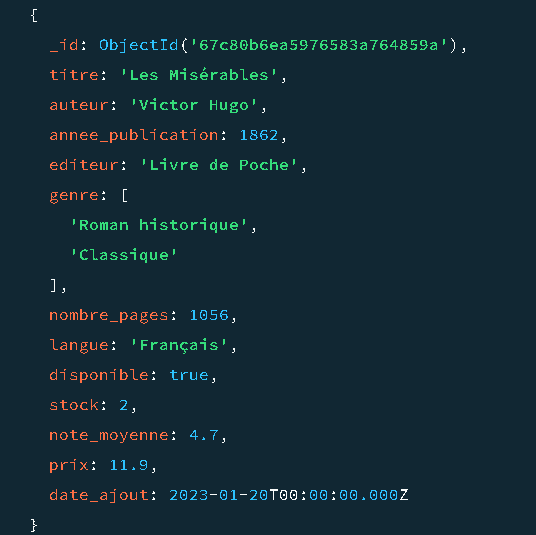 {
_id: ObjectId('67c80b6ea5976583a764859a'),
titre: 'Les Misérables',
auteur: 'Victor Hugo',
annee_publication: 1862,
editeur: 'Livre de Poche',
genre: [
'Roman historique',
'Classique'
],
nombre_pages: 1056,
langue: 'Français',
disponible: true,
stock: 2,
note_moyenne: 4.7,
prix: 11.9,
date_ajout: 2023-01-20T00:00:00.000Z
}